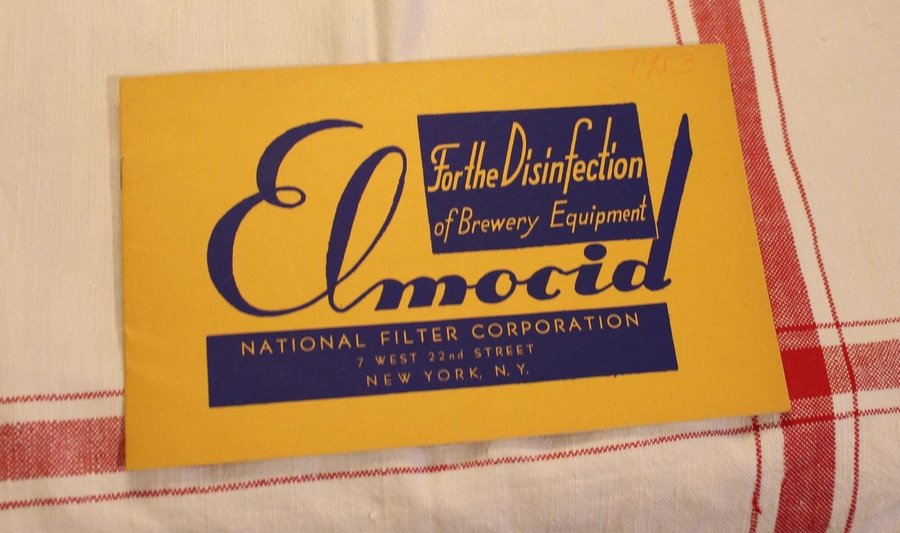 1953
For the Disinfection
of Brewery Equipment
Elmocid
NATIONAL FILTER CORPORATION
7 WEST 22nd STREET
NEW YORK, N.Y.